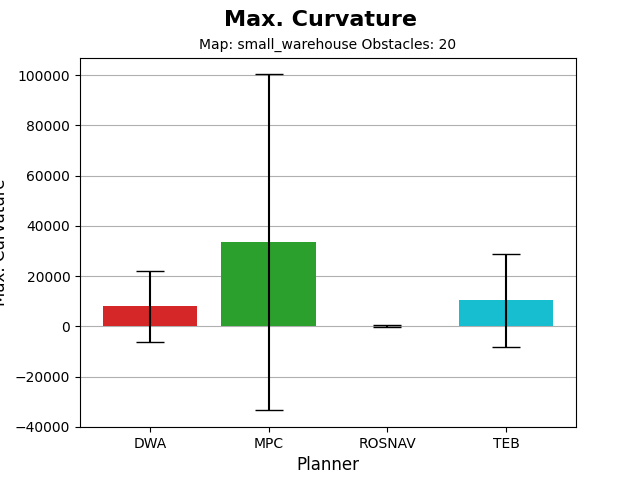 Max. Curvature
Map: small_warehouse Obstacles: 20
100000
80000
60000
40000
20000
0
−20000
−40000
Max. Curvature
DWA MPC ROSNAV TEB
Planner